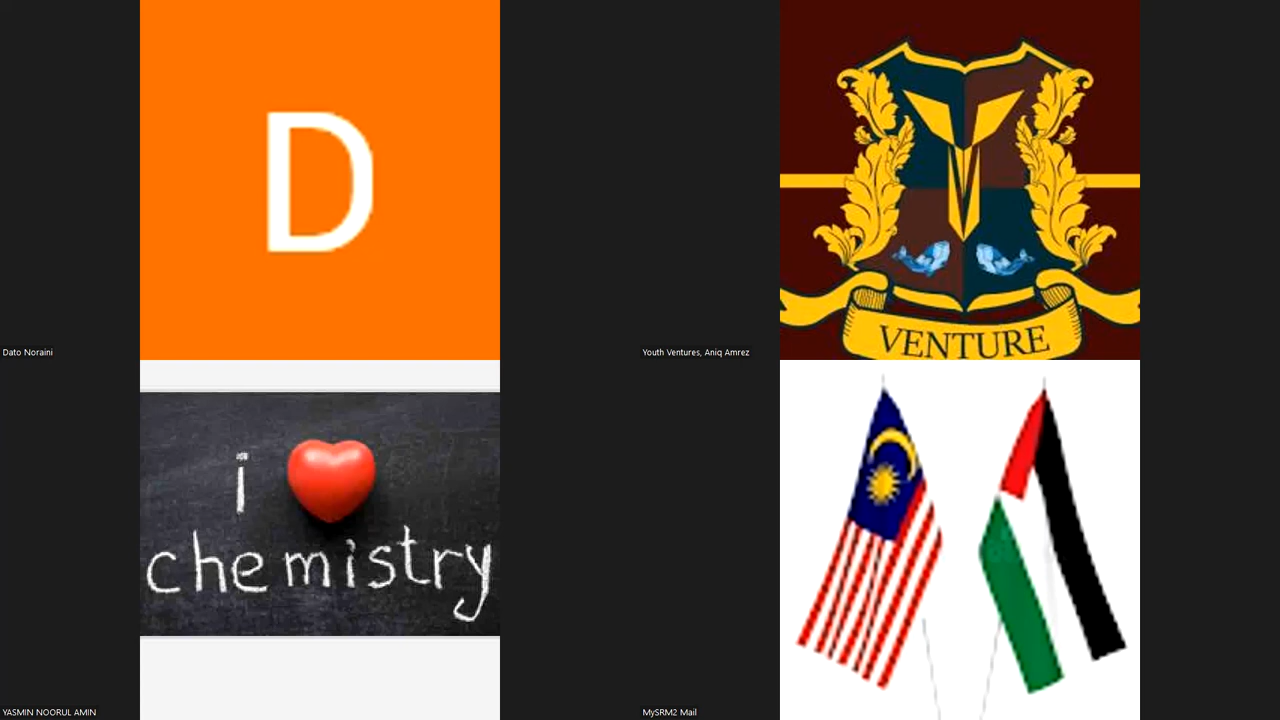 D
Dato Noraini
VENTURE
Youth Ventures, Aniq Amrez
i
chemistry
YASMIN NOORUL AMIN
MySRM2 Mail